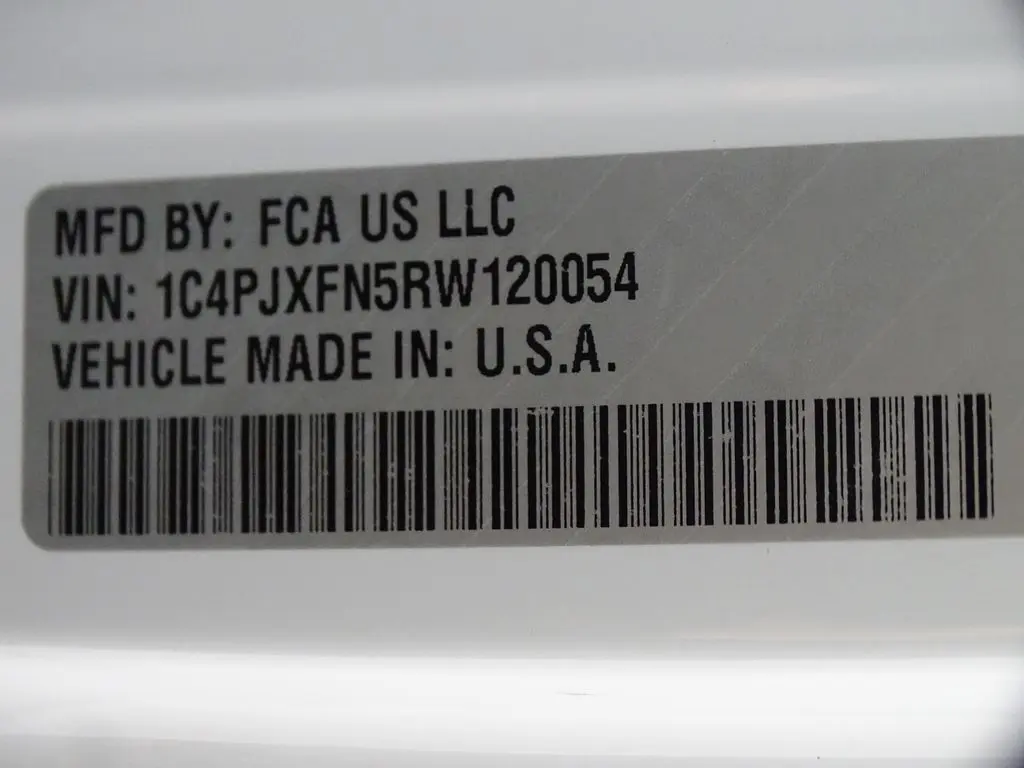 MFD BY: FCA US LLC
VIN: 1C4PJXFN5RW120054
VEHICLE MADE IN: U.S.A.